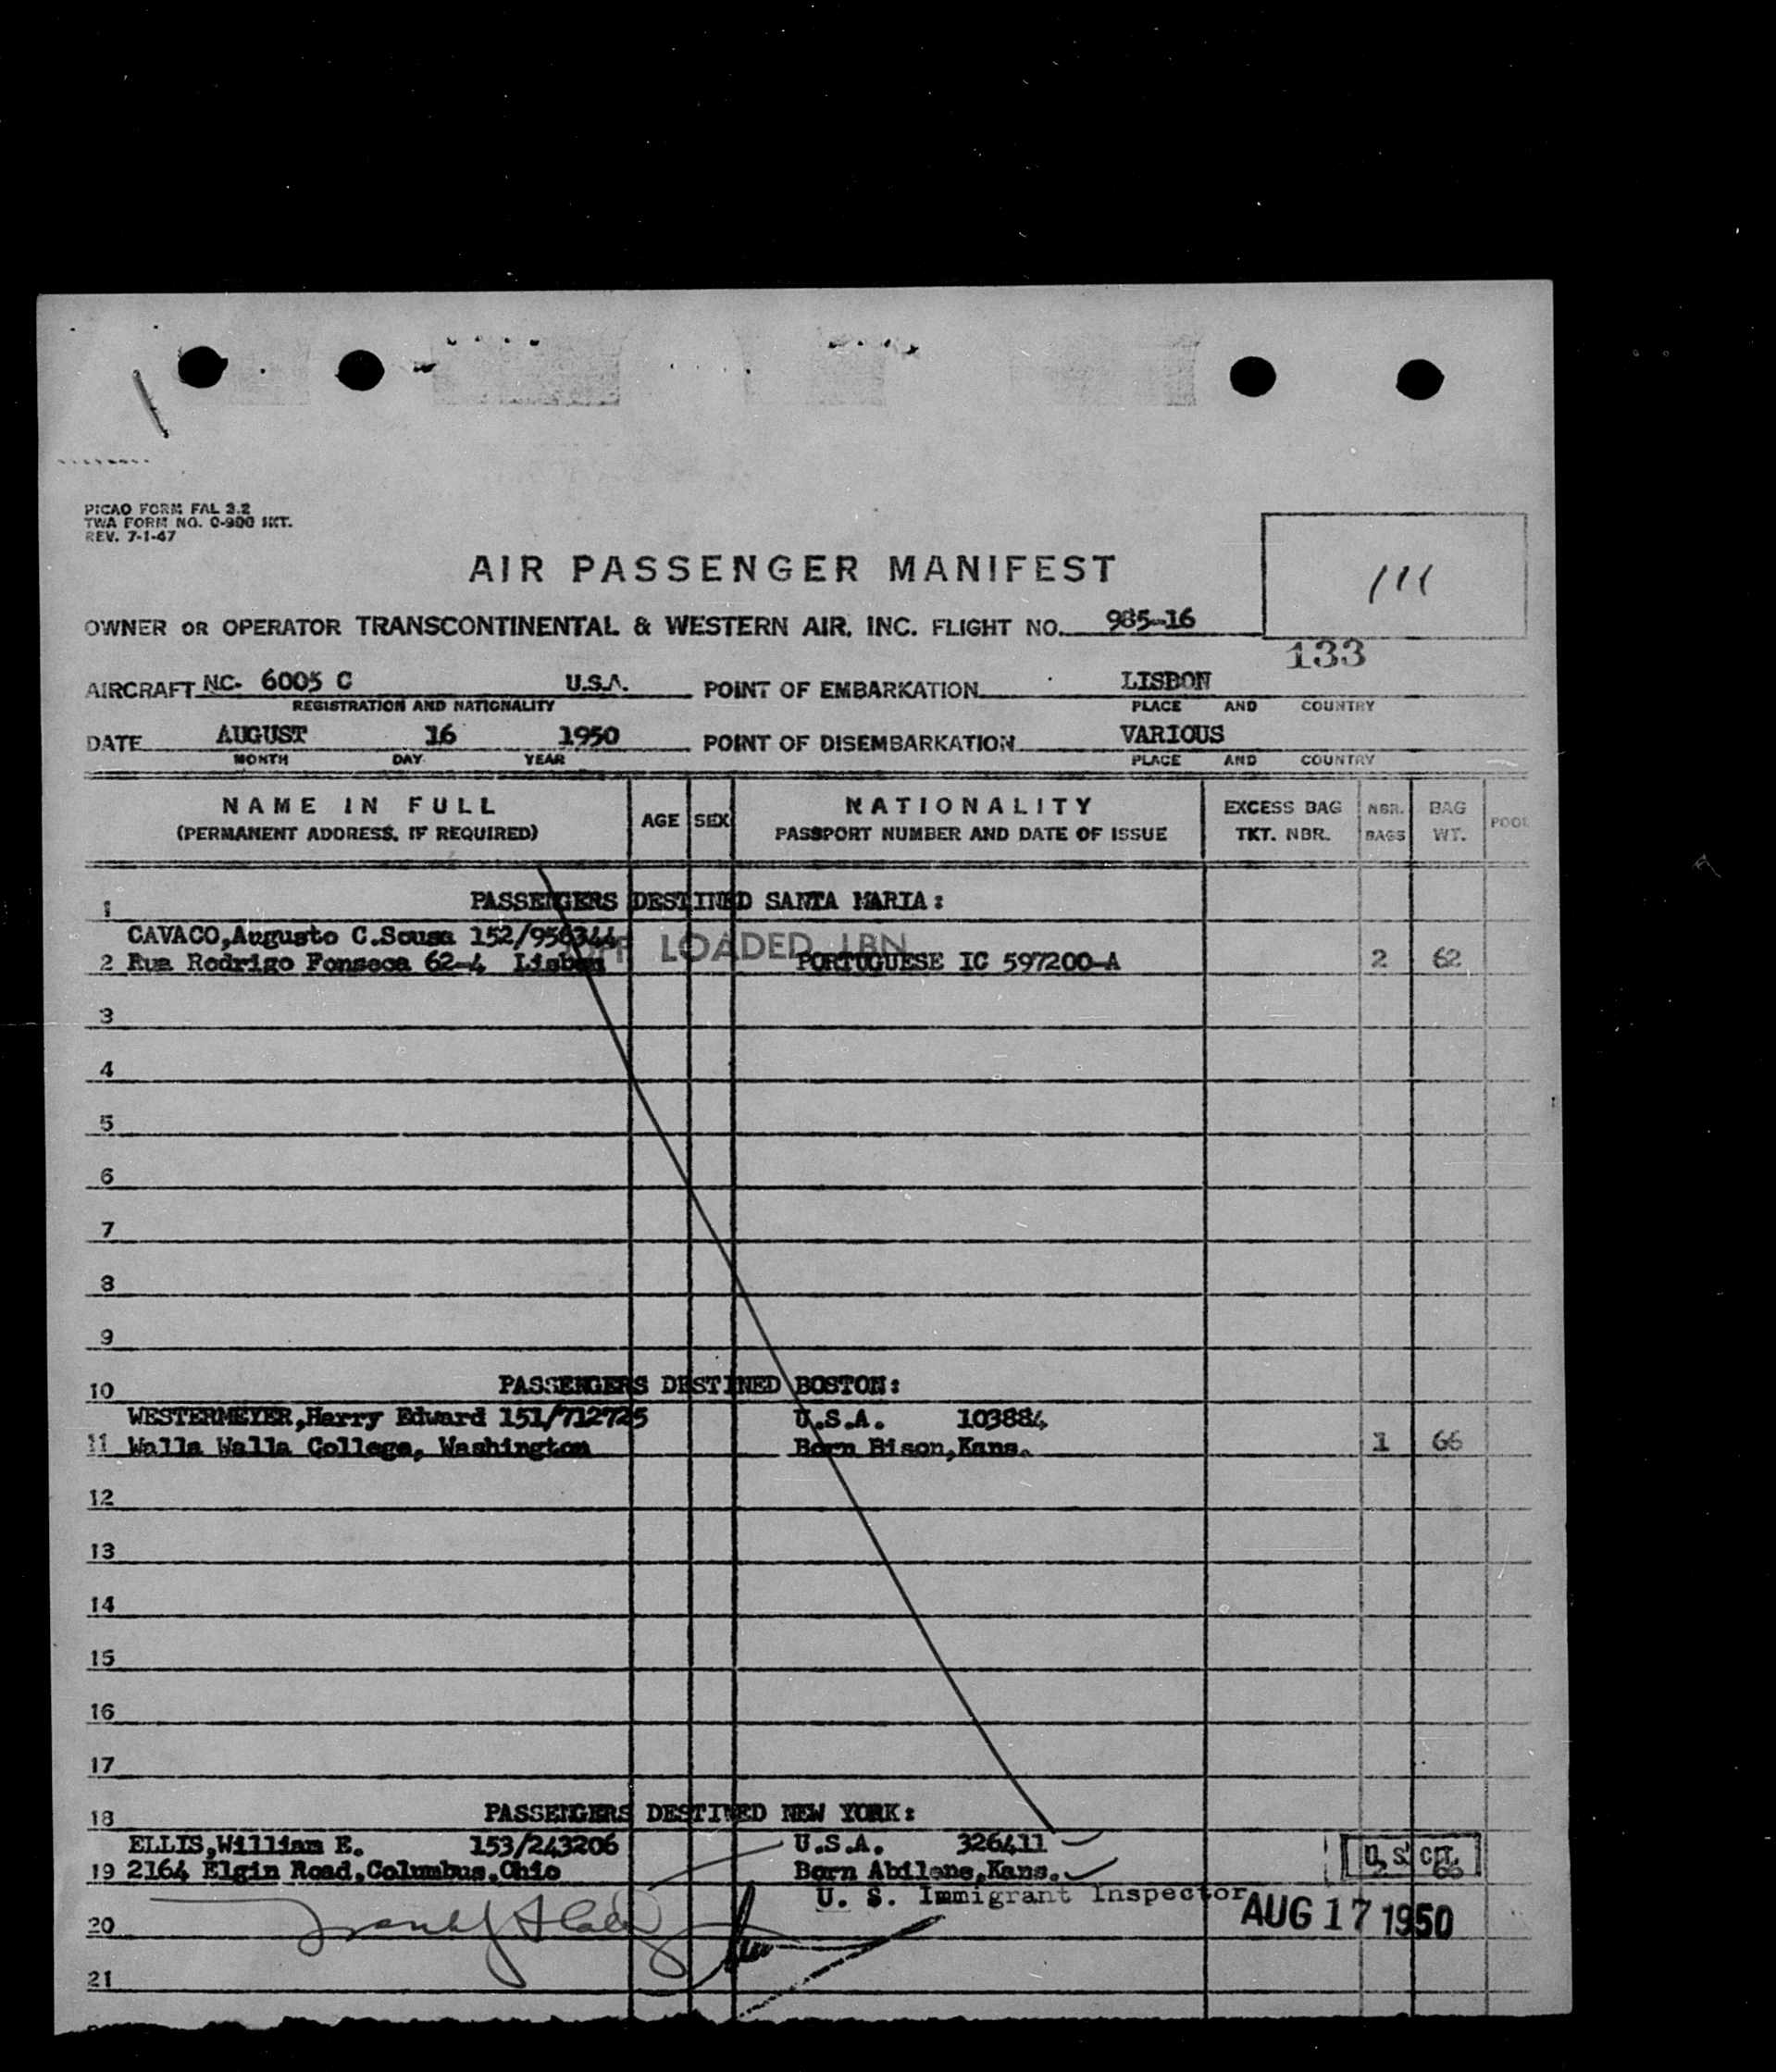 PICAO FORM FAL 2.2
TWA FORM NO. O-900 INT.
REV. 7-1-47
AIR PASSENGER MANIFEST
111
OWNER OR OPERATOR TRANSCONTINENTAL & WESTERN AIR, INC. FLIGHT NO. 985-16
133
AIRCRAFT NC- 6005 C U.S.A. POINT OF EMBARKATION LISBON
REGISTRATION AND NATIONALITY PLACE AND COUNTRY
DATE AUGUST 16 1950 POINT OF DISEMBARKATION VARIOUS
MONTH DAY YEAR PLACE AND COUNTRY
NAME IN FULL AGE SEX NATIONALITY EXCESS BAG NBR. BAG POOL
(PERMANENT ADDRESS, IF REQUIRED) PASSPORT NUMBER AND DATE OF ISSUE TKT. NBR. BAGS WT.
1 PASSENGERS DESTINED SANTA MARIA:
CAVACO,Augusto C.Sousa 152/956344
OFF LOADED LBN
2 Rua Rodrigo Fonseca 62-4 Lisbon PORTUGUESE IC 597200-A 2 62
3
4
5
6
7
8
9
10 PASSENGERS DESTINED BOSTON:
WESTERMEYER,Harry Edward 151/712725 U.S.A. 103884
11 Walla Walla College, Washington Born Bison,Kans. 1 66
12
13
14
15
16
17
18 PASSENGERS DESTINED NEW YORK:
ELLIS,William E. 153/243206 U.S.A. 326411
19 2164 Elgin Road,Columbus,Ohio Born Abilene,Kans. U.S. CIT. 66
U. S. Immigrant Inspector
20 AUG 17 1950
21